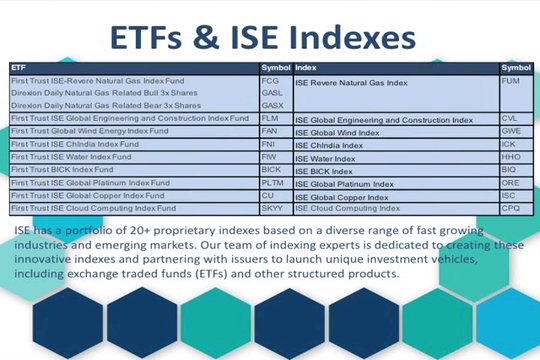 ETFs & ISE Indexes
ETF Symbol Index Symbol
First Trust ISE-Revere Natural Gas Index Fund FCG ISE Revere Natural Gas Index FUM
Direxion Daily Natural Gas Related Bull 3x Shares GASL
Direxion Daily Natural Gas Related Bear 3x Shares GASX
First Trust ISE Global Engineering and Construction Index Fund FLM ISE Global Engineering and Construction Index CVL
First Trust Global Wind Energy Index Fund FAN ISE Global Wind Index GWE
First Trust ISE ChIndia Index Fund FNI ISE ChIndia Index ICK
First Trust ISE Water Index Fund FIW ISE Water Index HHO
First Trust BICK Index Fund BICK ISE BICK Index BIQ
First Trust ISE Global Platinum Index Fund PLTM ISE Global Platinum Index ORE
First Trust ISE Global Copper Index Fund CU ISE Global Copper Index ISC
First Trust ISE Cloud Computing Index Fund SKYY ISE Cloud Computing Index CPQ
ISE has a portfolio of 20+ proprietary indexes based on a diverse range of fast growing
industries and emerging markets. Our team of indexing experts is dedicated to creating these
innovative indexes and partnering with issuers to launch unique investment vehicles,
including exchange traded funds (ETFs) and other structured products.